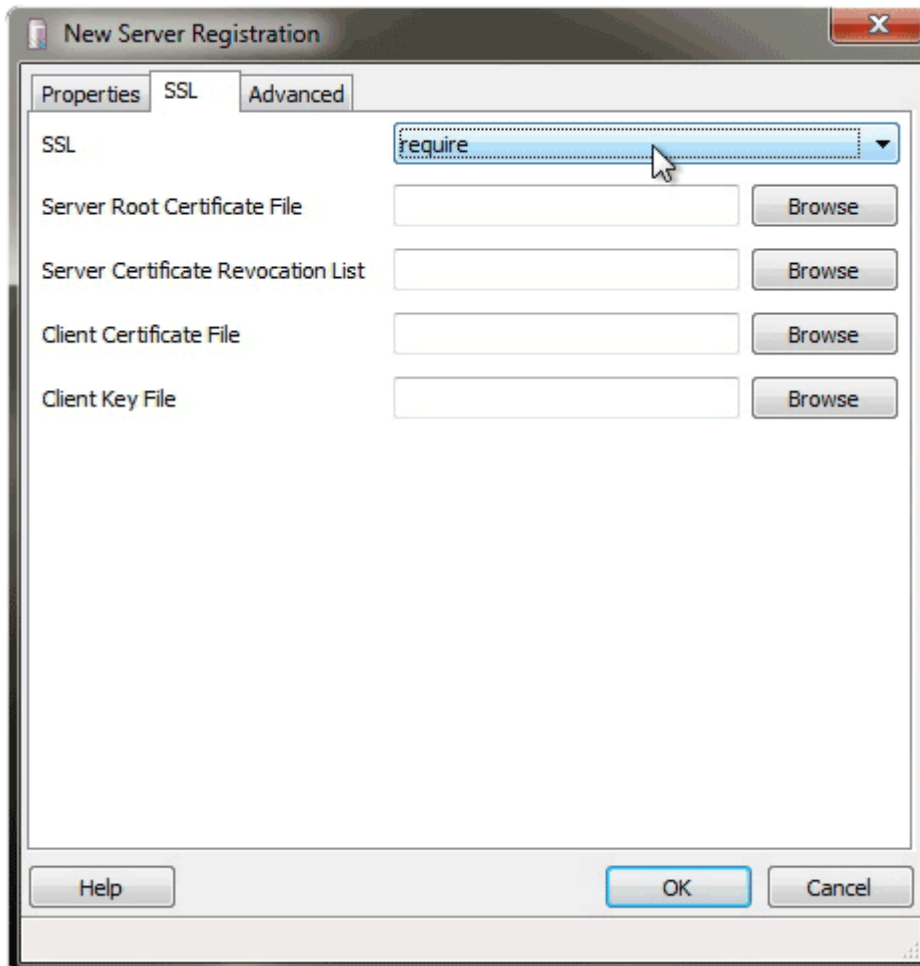 New Server Registration
Properties SSL Advanced
SSL require
Server Root Certificate File Browse
Server Certificate Revocation List Browse
Client Certificate File Browse
Client Key File Browse
Help OK Cancel